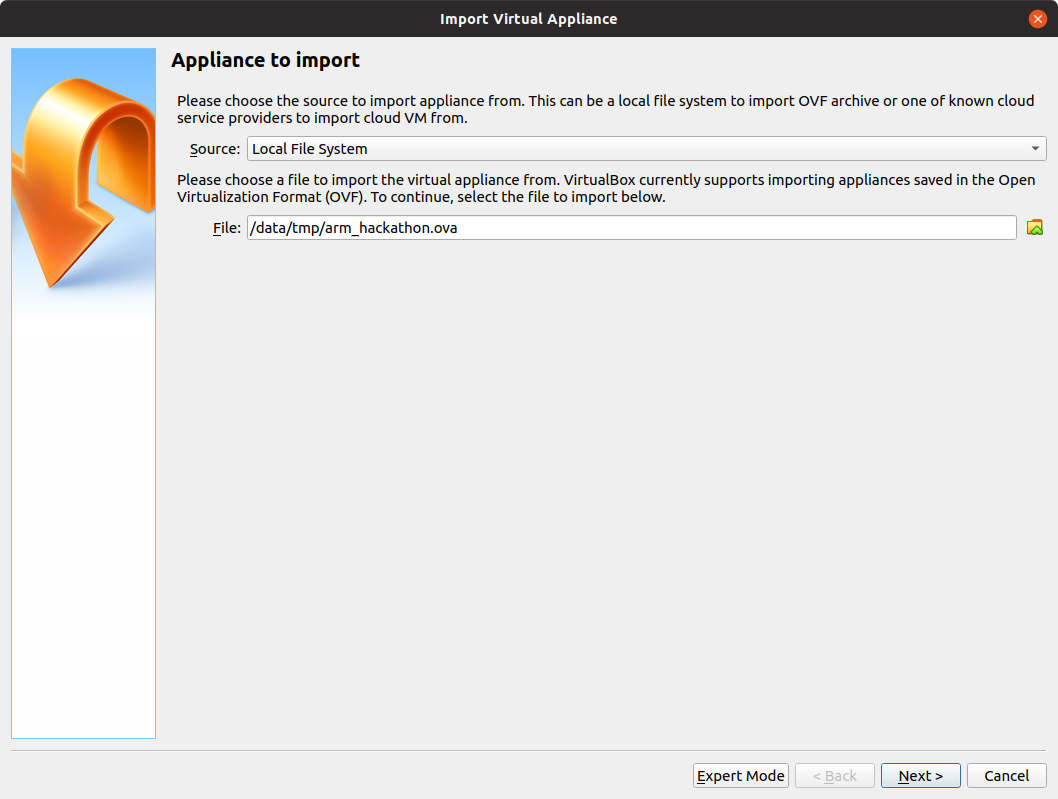 Import Virtual Appliance
Appliance to import
Please choose the source to import appliance from. This can be a local file system to import OVF archive or one of known cloud
service providers to import cloud VM from.
Source: Local File System
Please choose a file to import the virtual appliance from. VirtualBox currently supports importing appliances saved in the Open
Virtualization Format (OVF). To continue, select the file to import below.
File: /data/tmp/arm_hackathon.ova
Expert Mode < Back Next > Cancel